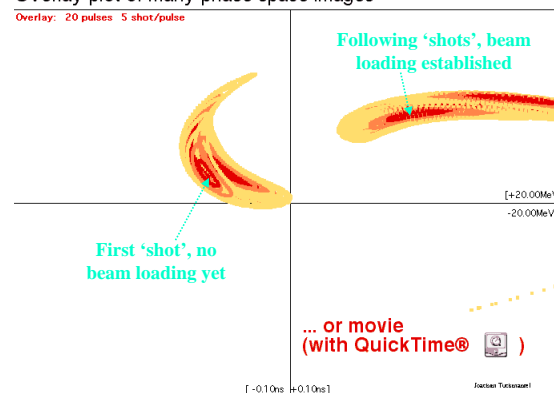 Overlay plot of many phase space images
Overlay: 20 pulses 5 shot/pulse
Following ‘shots’, beam
loading established
[+20.00MeV
-20.00MeV
First ‘shot’, no
beam loading yet
... or movie
(with QuickTime® )
[ -0.10ns +0.10ns]